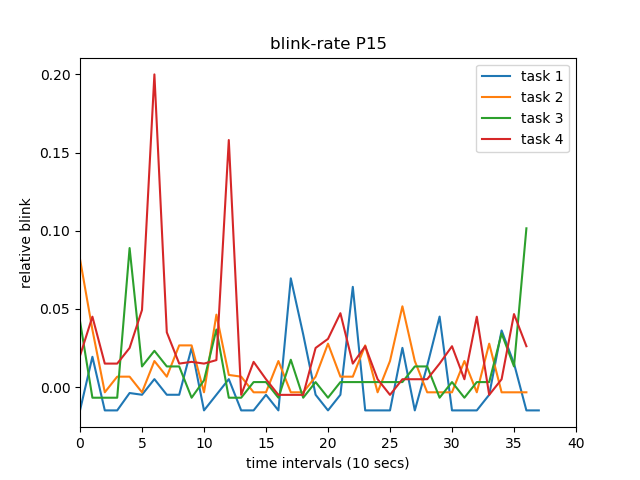 blink-rate P15
task 1
task 2
task 3
task 4
0.20
0.15
0.10
0.05
0.00
relative blink
0 5 10 15 20 25 30 35 40
time intervals (10 secs)